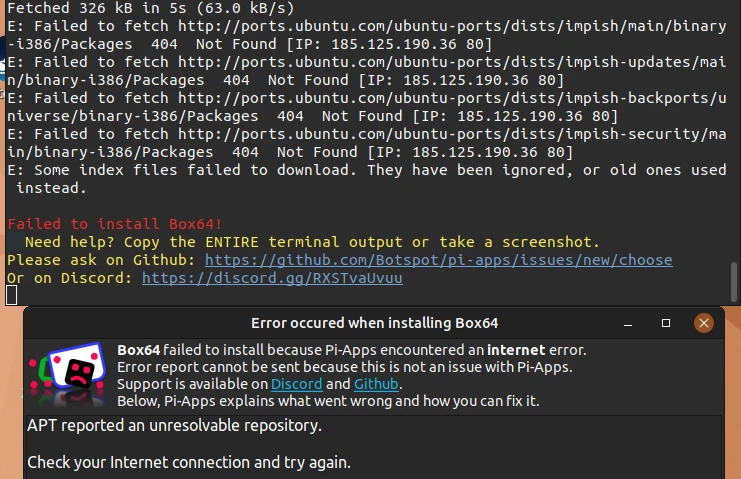 Fetched 326 kB in 5s (63.0 kB/s)
E: Failed to fetch http://ports.ubuntu.com/ubuntu-ports/dists/impish/main/binary
-i386/Packages  404  Not Found [IP: 185.125.190.36 80]
E: Failed to fetch http://ports.ubuntu.com/ubuntu-ports/dists/impish-updates/mai
n/binary-i386/Packages  404  Not Found [IP: 185.125.190.36 80]
E: Failed to fetch http://ports.ubuntu.com/ubuntu-ports/dists/impish-backports/u
niverse/binary-i386/Packages  404  Not Found [IP: 185.125.190.36 80]
E: Failed to fetch http://ports.ubuntu.com/ubuntu-ports/dists/impish-security/ma
in/binary-i386/Packages  404  Not Found [IP: 185.125.190.36 80]
E: Some index files failed to download. They have been ignored, or old ones used
 instead.
Failed to install Box64!
Need help? Copy the ENTIRE terminal output or take a screenshot.
Please ask on Github: https://github.com/Botspot/pi-apps/issues/new/choose
Or on Discord: https://discord.gg/RXSTvaUvuu
Error occured when installing Box64
Box64 failed to install because Pi-Apps encountered an internet error.
Error report cannot be sent because this is not an issue with Pi-Apps.
Support is available on Discord and Github.
Below, Pi-Apps explains what went wrong and how you can fix it.
APT reported an unresolvable repository.
Check your Internet connection and try again.